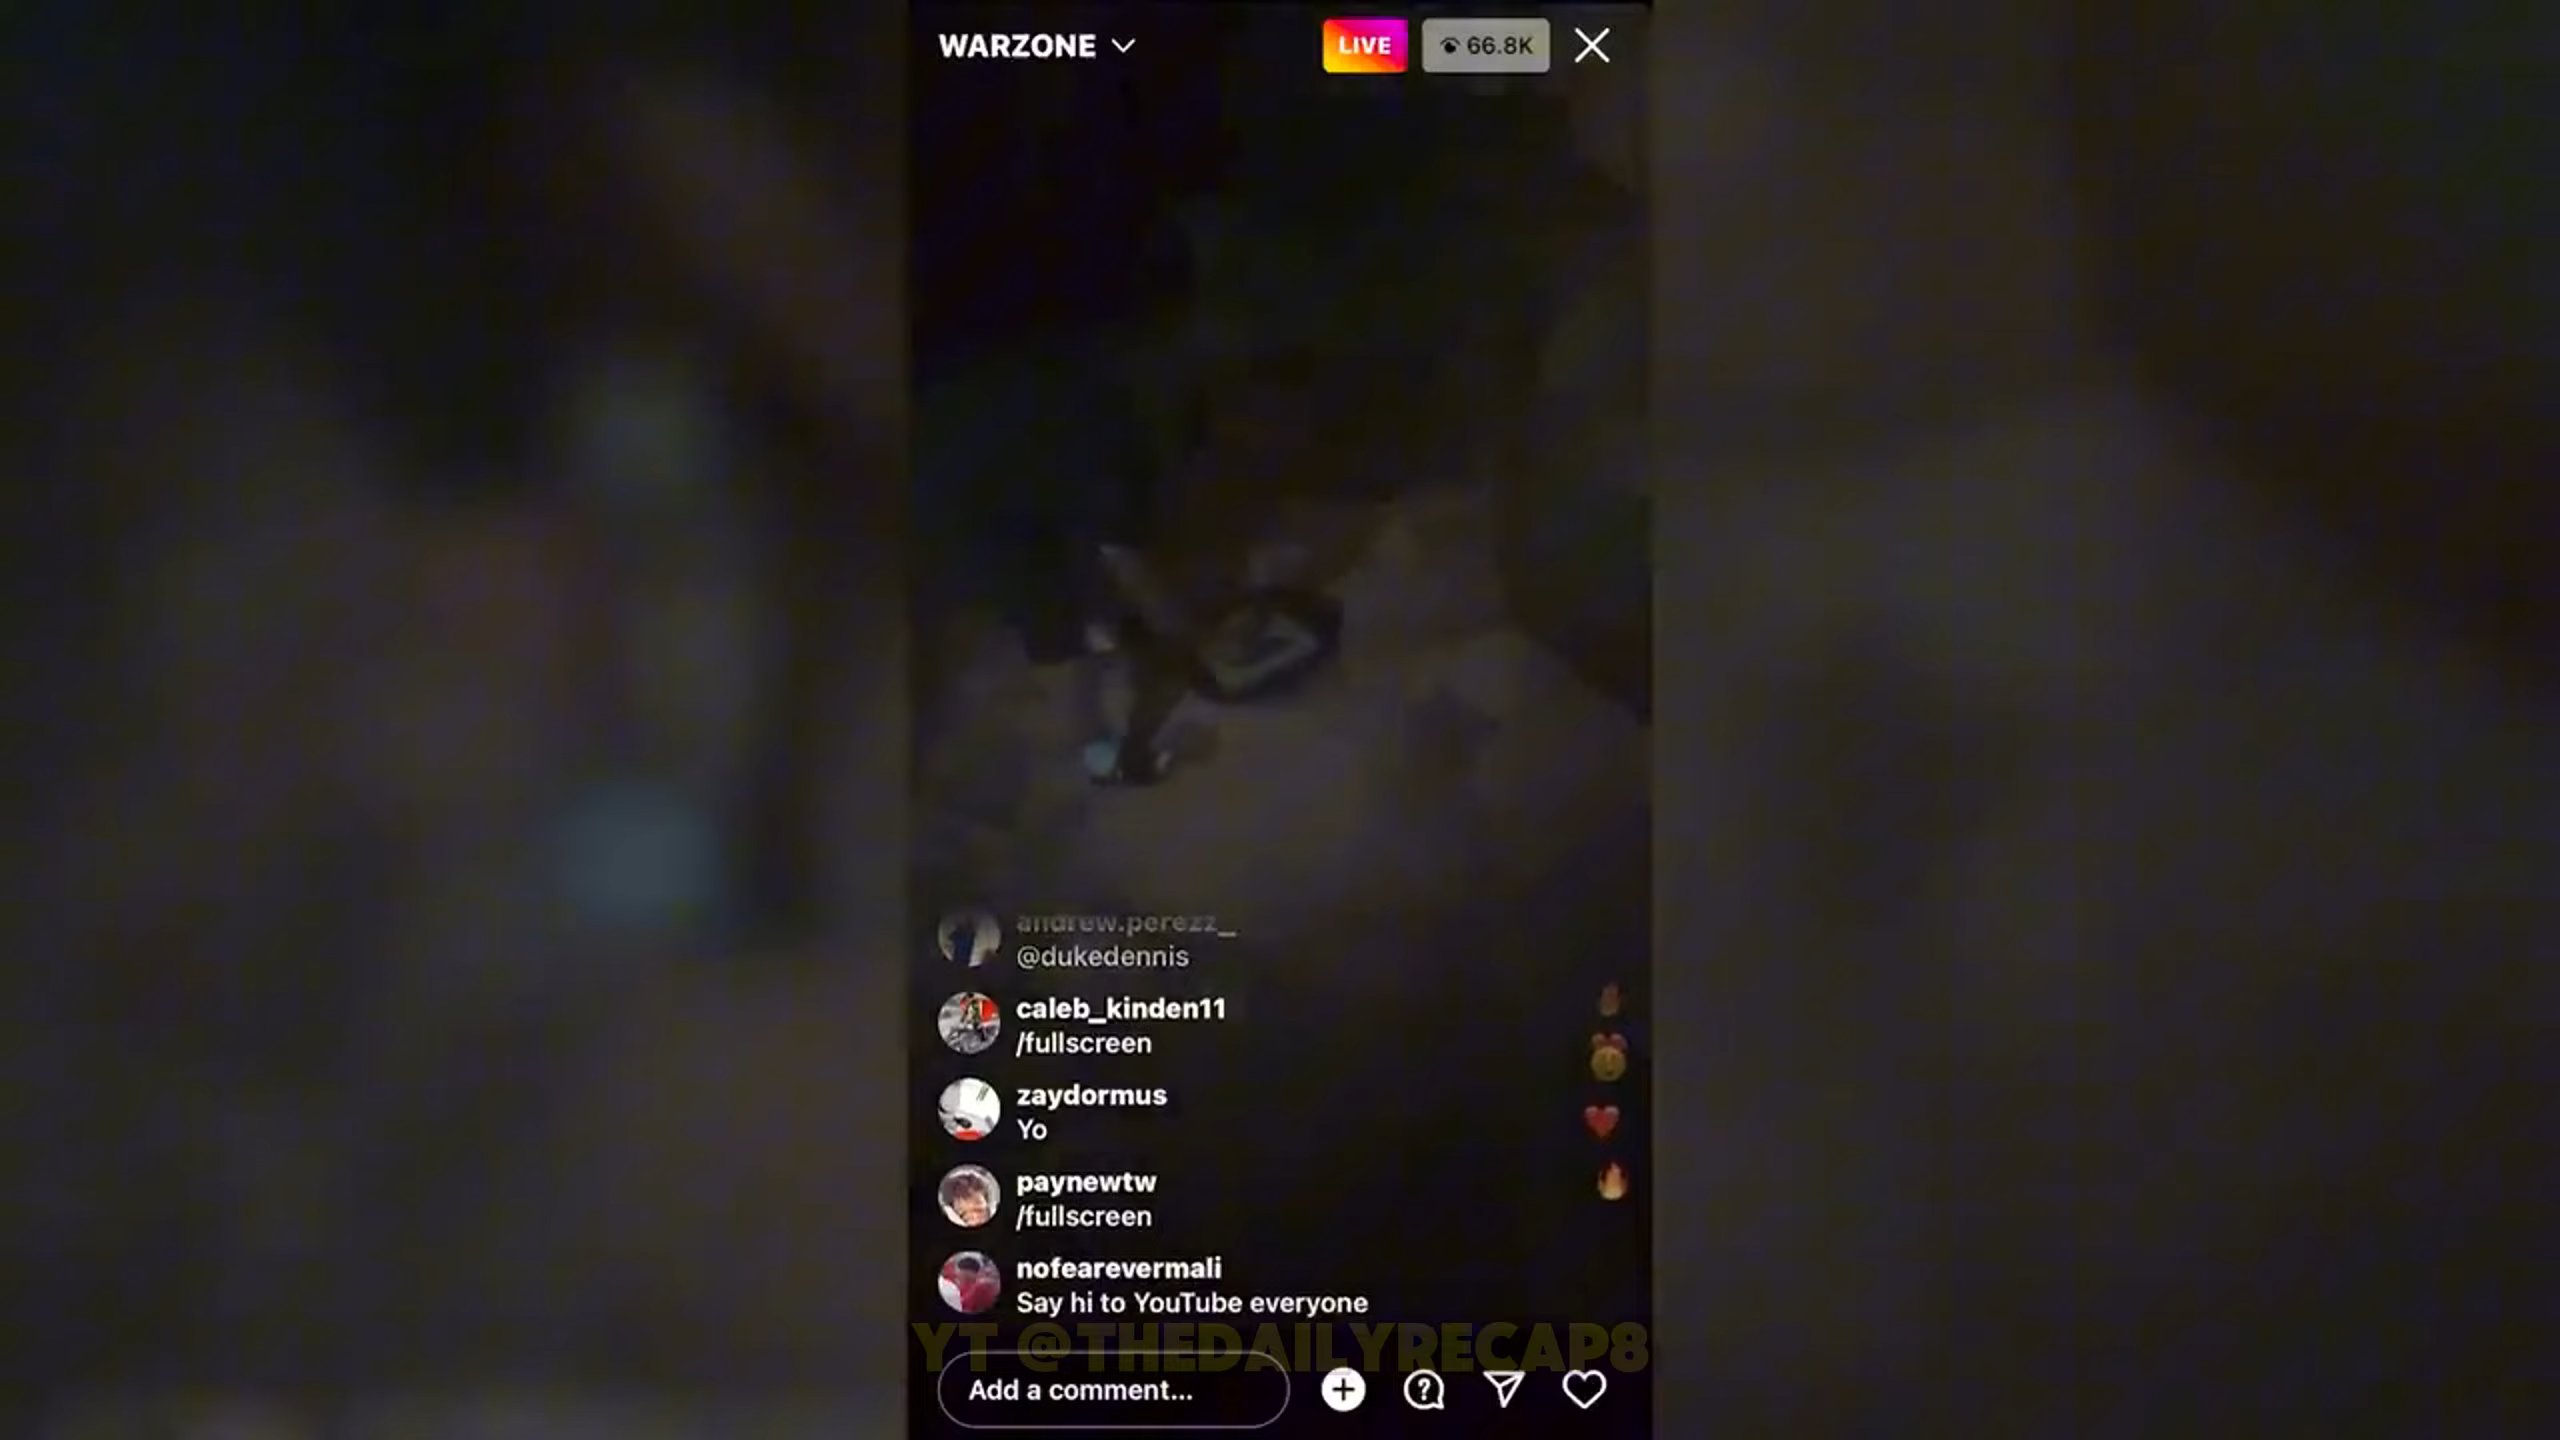 WARZONE
LIVE
66.8K
andrew.perezz_
@dukedennis
caleb_kinden11
/fullscreen
zaydormus
Yo
paynewtw
/fullscreen
nofearevermali
Say hi to YouTube everyone
YT @THEDAILYRECAP8
Add a comment...